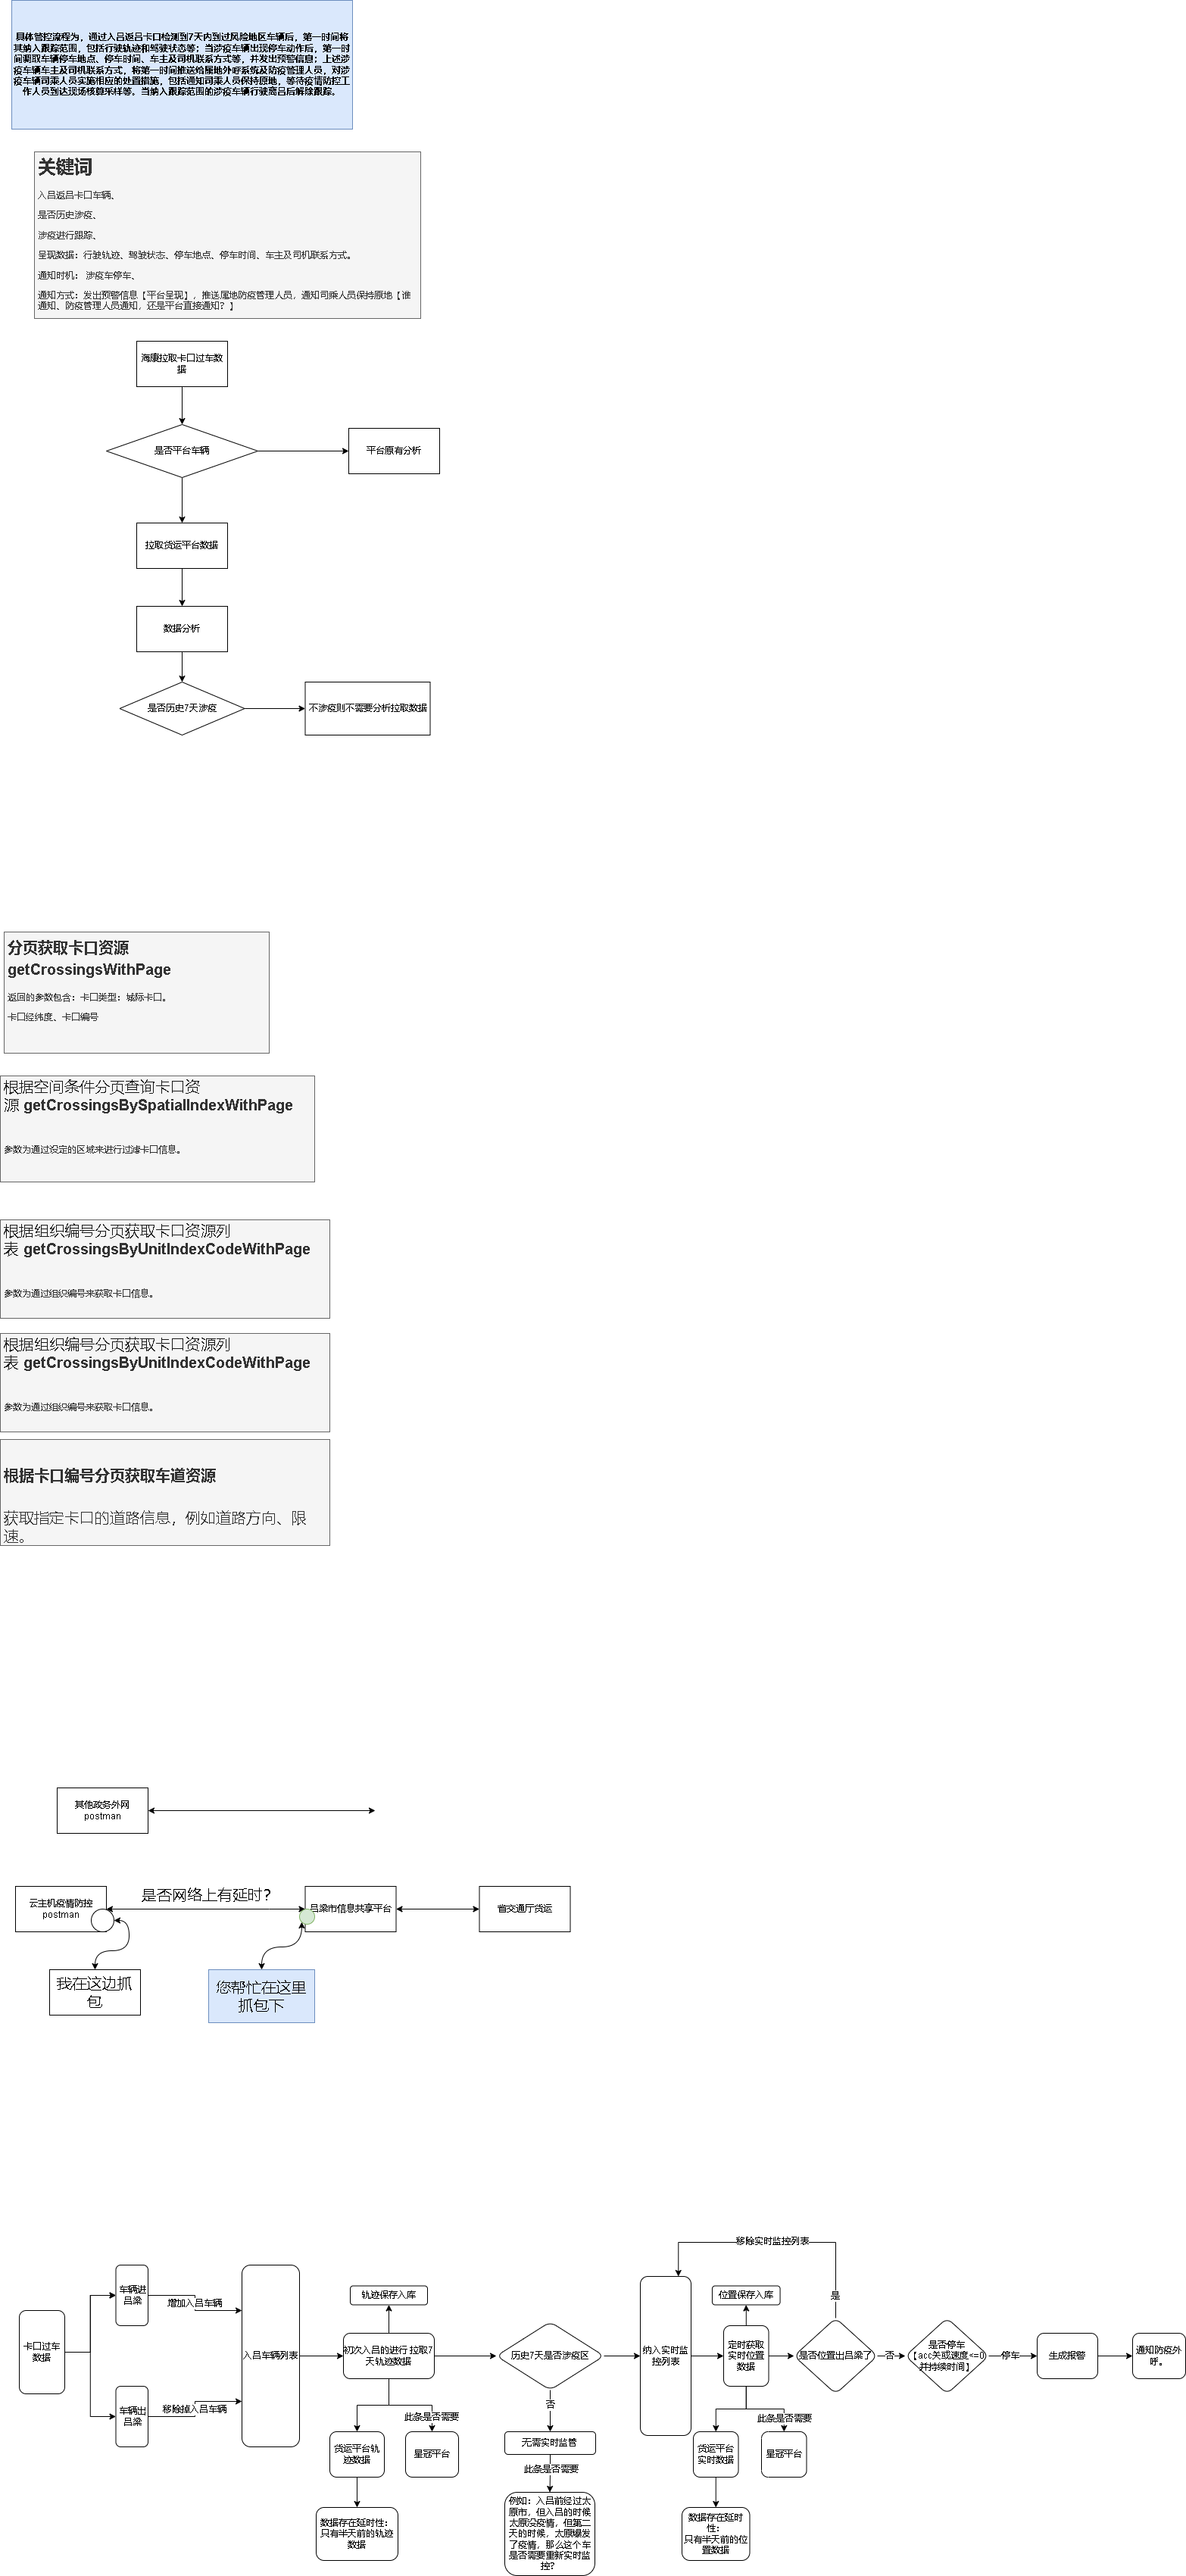 具体管控流程为，通过入吕返吕卡口检测到7天内到过风险地区车辆后，第一时间将
其纳入跟踪范围，包括行驶轨迹和驾驶状态等；当涉疫车辆出现停车动作后，第一时
间调取车辆停车地点、停车时间、车主及司机联系方式等，并发出预警信息；上述涉
疫车辆车主及司机联系方式，将第一时间推送给属地外呼系统及防疫管理人员，对涉
疫车辆司乘人员实施相应的处置措施，包括通知司乘人员保持原地，等待疫情防控工
作人员到达现场核算采样等。当纳入跟踪范围的涉疫车辆行驶离吕后解除跟踪。
关键词
入吕返吕卡口车辆、
是否历史涉疫、
涉疫进行跟踪、
呈现数据：行驶轨迹、驾驶状态、停车地点、停车时间、车主及司机联系方式。
通知时机： 涉疫车停车、
通知方式：发出预警信息【平台呈现】，推送属地防疫管理人员，通知司乘人员保持原地【谁
通知、防疫管理人员通知，还是平台直接通知？】
海康拉取卡口过车数
据
是否平台车辆
平台原有分析
拉取货运平台数据
数据分析
是否历史7天涉疫
不涉疫则不需要分析拉取数据
分页获取卡口资源
getCrossingsWithPage
返回的参数包含：卡口类型：城际卡口。
卡口经纬度、卡口编号
根据空间条件分页查询卡口资
源 getCrossingsBySpatialIndexWithPage
参数为通过设定的区域来进行过滤卡口信息。
根据组织编号分页获取卡口资源列
表 getCrossingsByUnitIndexCodeWithPage
参数为通过组织编号来获取卡口信息。
根据组织编号分页获取卡口资源列
表 getCrossingsByUnitIndexCodeWithPage
参数为通过组织编号来获取卡口信息。
根据卡口编号分页获取车道资源
获取指定卡口的道路信息，例如道路方向、限
速。
其他政务外网
postman
云主机疫情防控
postman
是否网络上有延时？
吕梁市信息共享平台
省交通厅货运
我在这边抓
包
您帮忙在这里
抓包下
卡口过车
数据
车辆进
吕梁
车辆出
吕梁
增加入吕车辆
移除掉入吕车辆
入吕车辆列表
轨迹保存入库
初次入吕的进行 拉取7
天轨迹数据
此条是否需要
货运平台轨
迹数据
星冠平台
数据存在延时性：
只有半天前的轨迹
数据
历史7天是否涉疫区
否
无需实时监管
此条是否需要
例如：入吕前经过太
原市，但入吕的时候
太原没疫情，但第二
天的时候，太原爆发
了疫情，那么这个车
是否需要重新实时监
控？
移除实时监控列表
纳入实时监
控列表
位置保存入库
定时获取
实时位置
数据
此条是否需要
货运平台
实时数据
星冠平台
数据存在延时
性：
只有半天前的位
置数据
是
是否位置出吕梁了
否
是否停车
【acc关或速度<=0
并持续时间】
停车
生成报警
通知防疫外
呼。